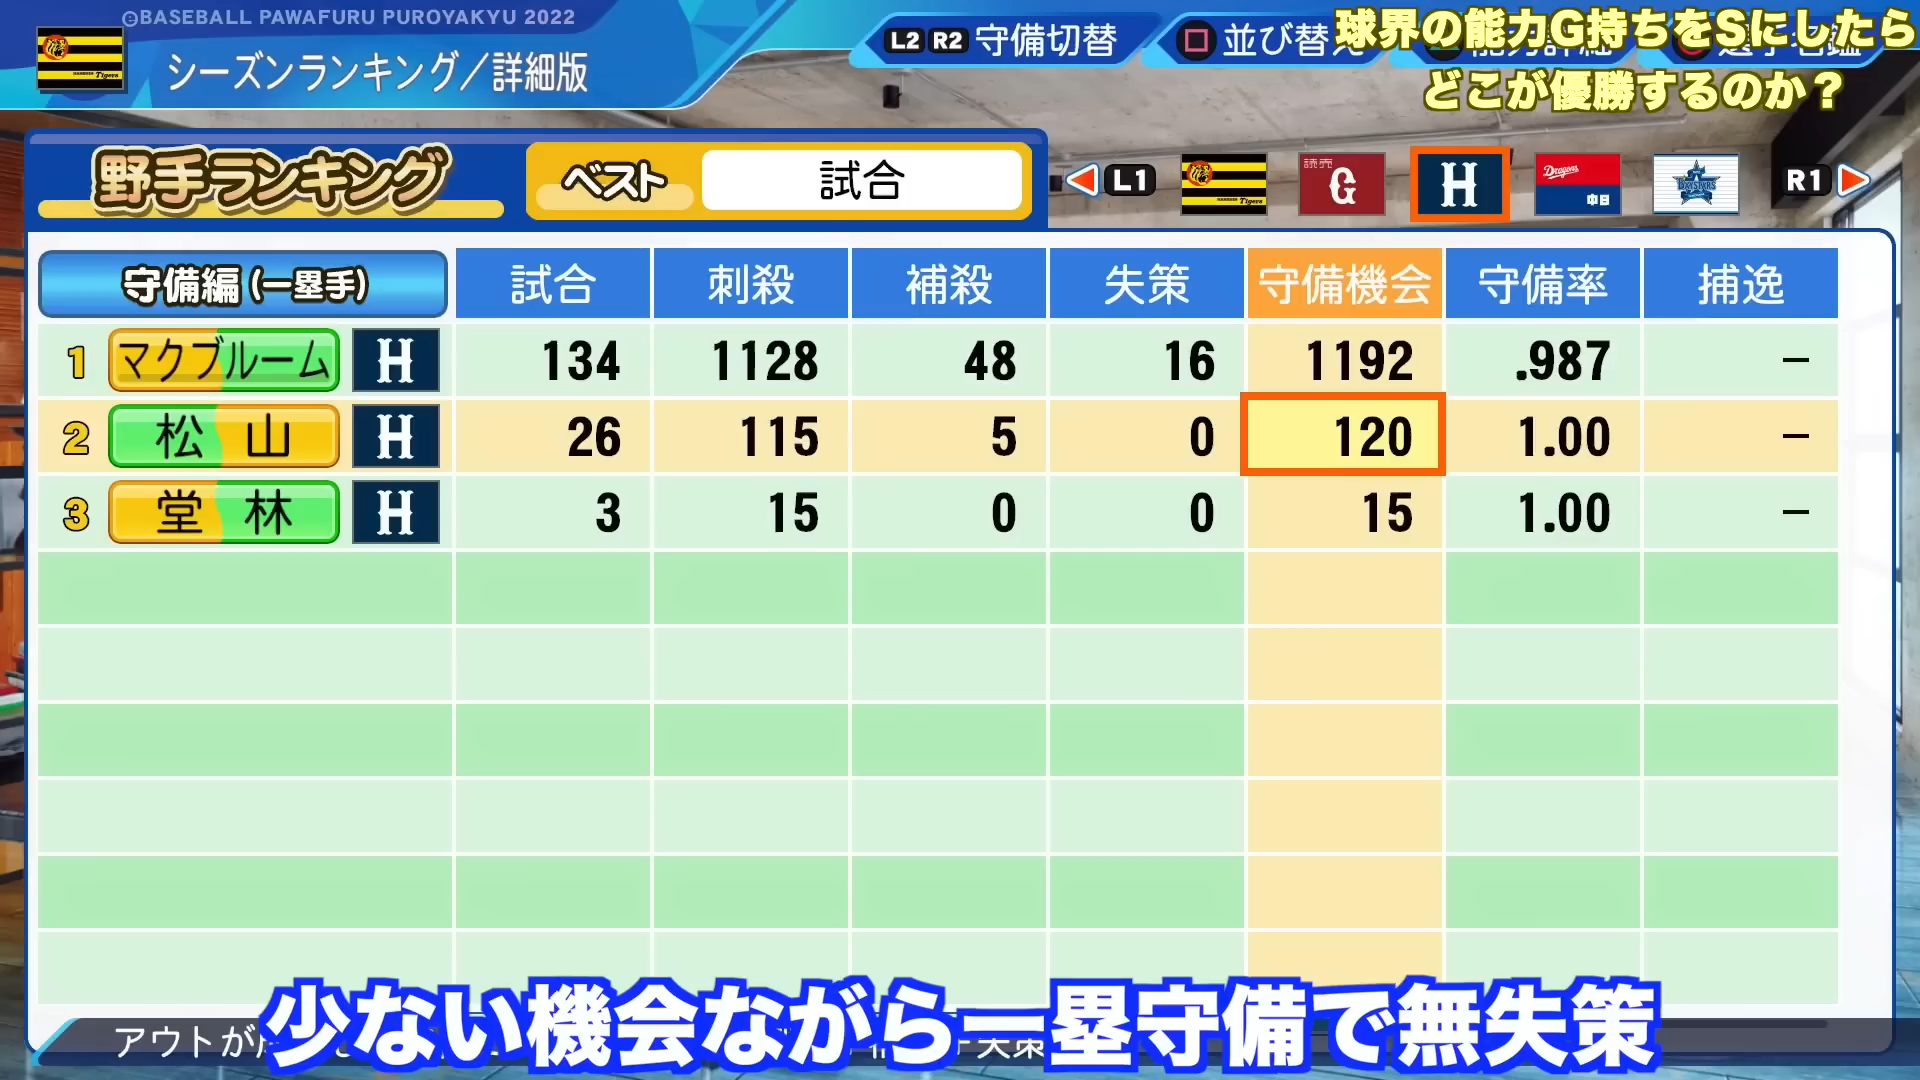 ©BASEBALL PAWAFURU PUROYAKYU 2022
シーズンランキング／詳細版
L2 R2 守備切替
並び替え
球界の能力G持ちをSにしたら
どこが優勝するのか？
野手ランキング
ベスト 試合
L1 Tigers 読売 G H Dragons 中日 R1
守備編(一塁手) 試合 刺殺 補殺 失策 守備機会 守備率 捕逸
1 マクブルーム H 134 1128 48 16 1192 .987 －
2 松山 H 26 115 5 0 120 1.00 －
3 堂林 H 3 15 0 0 15 1.00 －
アウトが
少ない機会ながら一塁守備で無失策